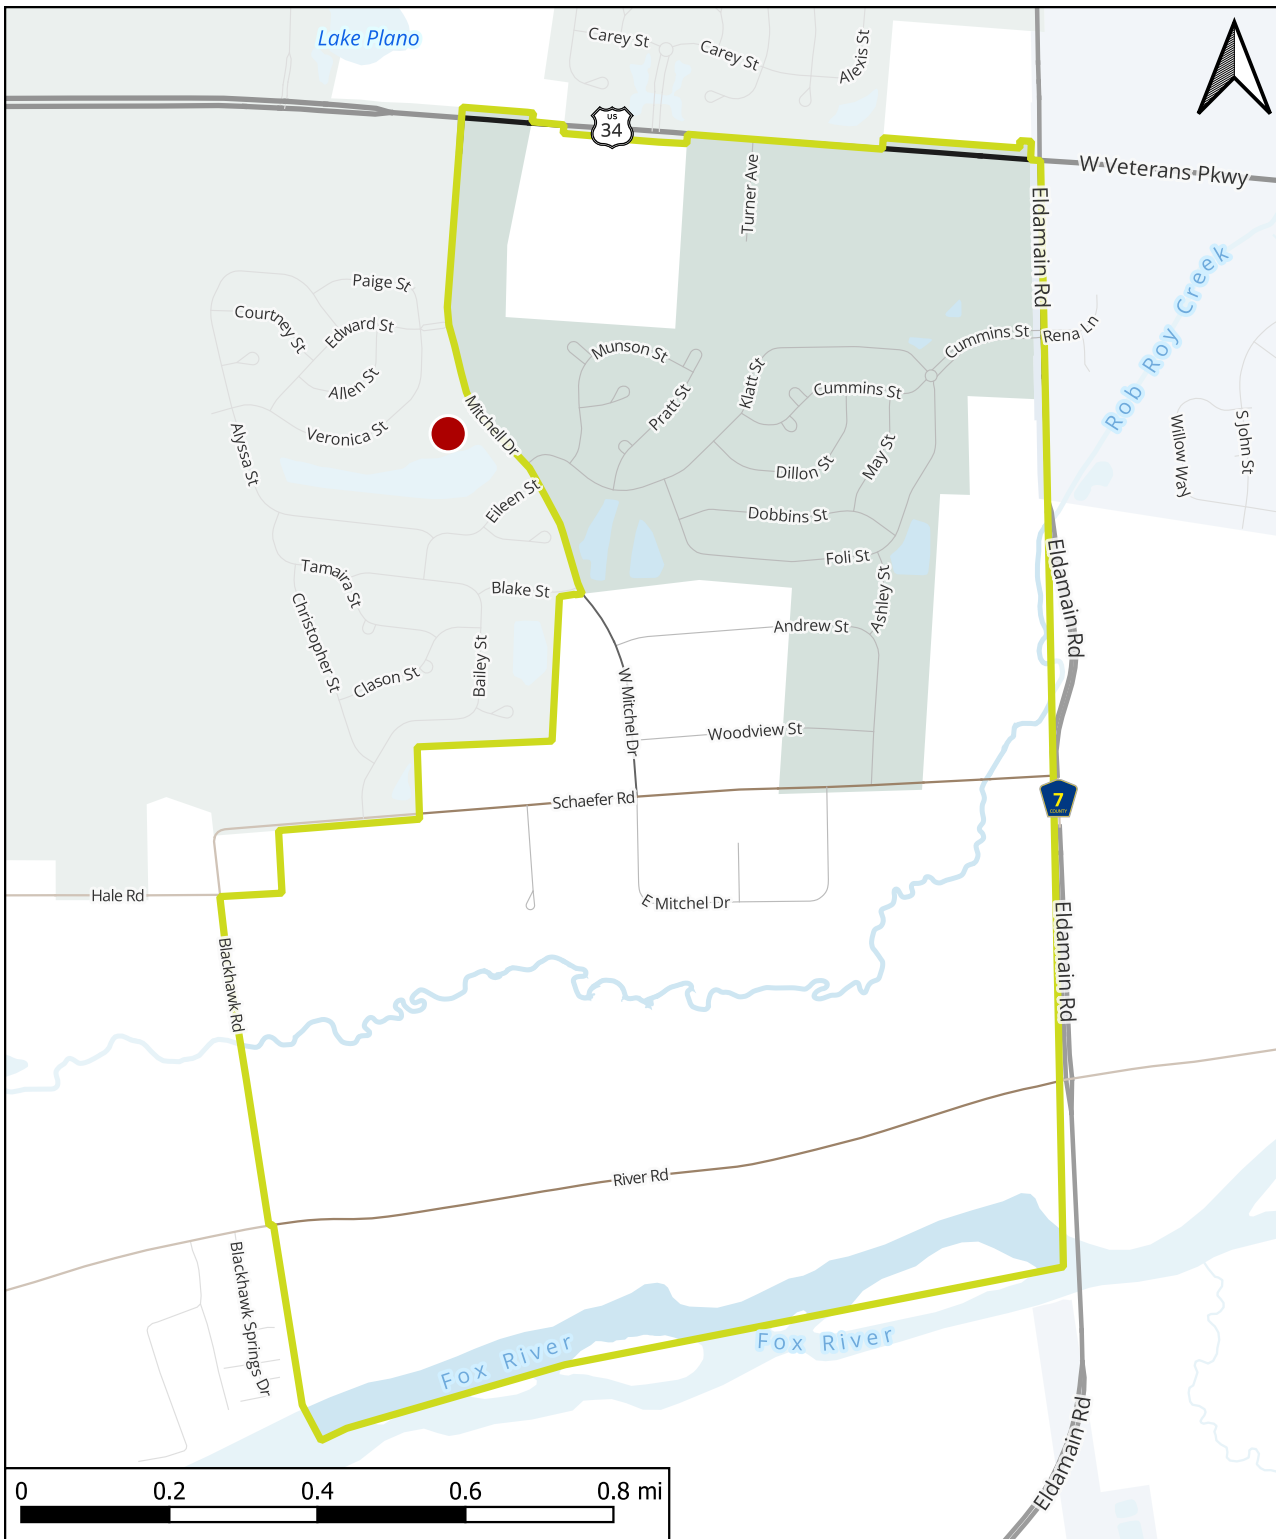 Lake Plano
Carey St
Carey St
Alexis St
US
34
W Veterans Pkwy
Turner Ave
Eldamain Rd
Rob Roy Creek
Paige St
Courtney St
Edward St
Allen St
Veronica St
Alyssa St
Mitchell Dr
Munson St
Pratt St
Klatt St
Cummins St
Cummins St
Rena Ln
Willow Way
S John St
Dillon St
May St
Eileen St
Dobbins St
Foli St
Ashley St
Eldamain Rd
Tamaira St
Blake St
Christopher St
Andrew St
Bailey St
Clason St
W Mitchel Dr
Woodview St
Schaefer Rd
7
COUNTY
Hale Rd
E Mitchel Dr
Blackhawk Rd
Eldamain Rd
River Rd
Blackhawk Springs Dr
Fox River
Fox River
Eldamain Rd
0 0.2 0.4 0.6 0.8 mi